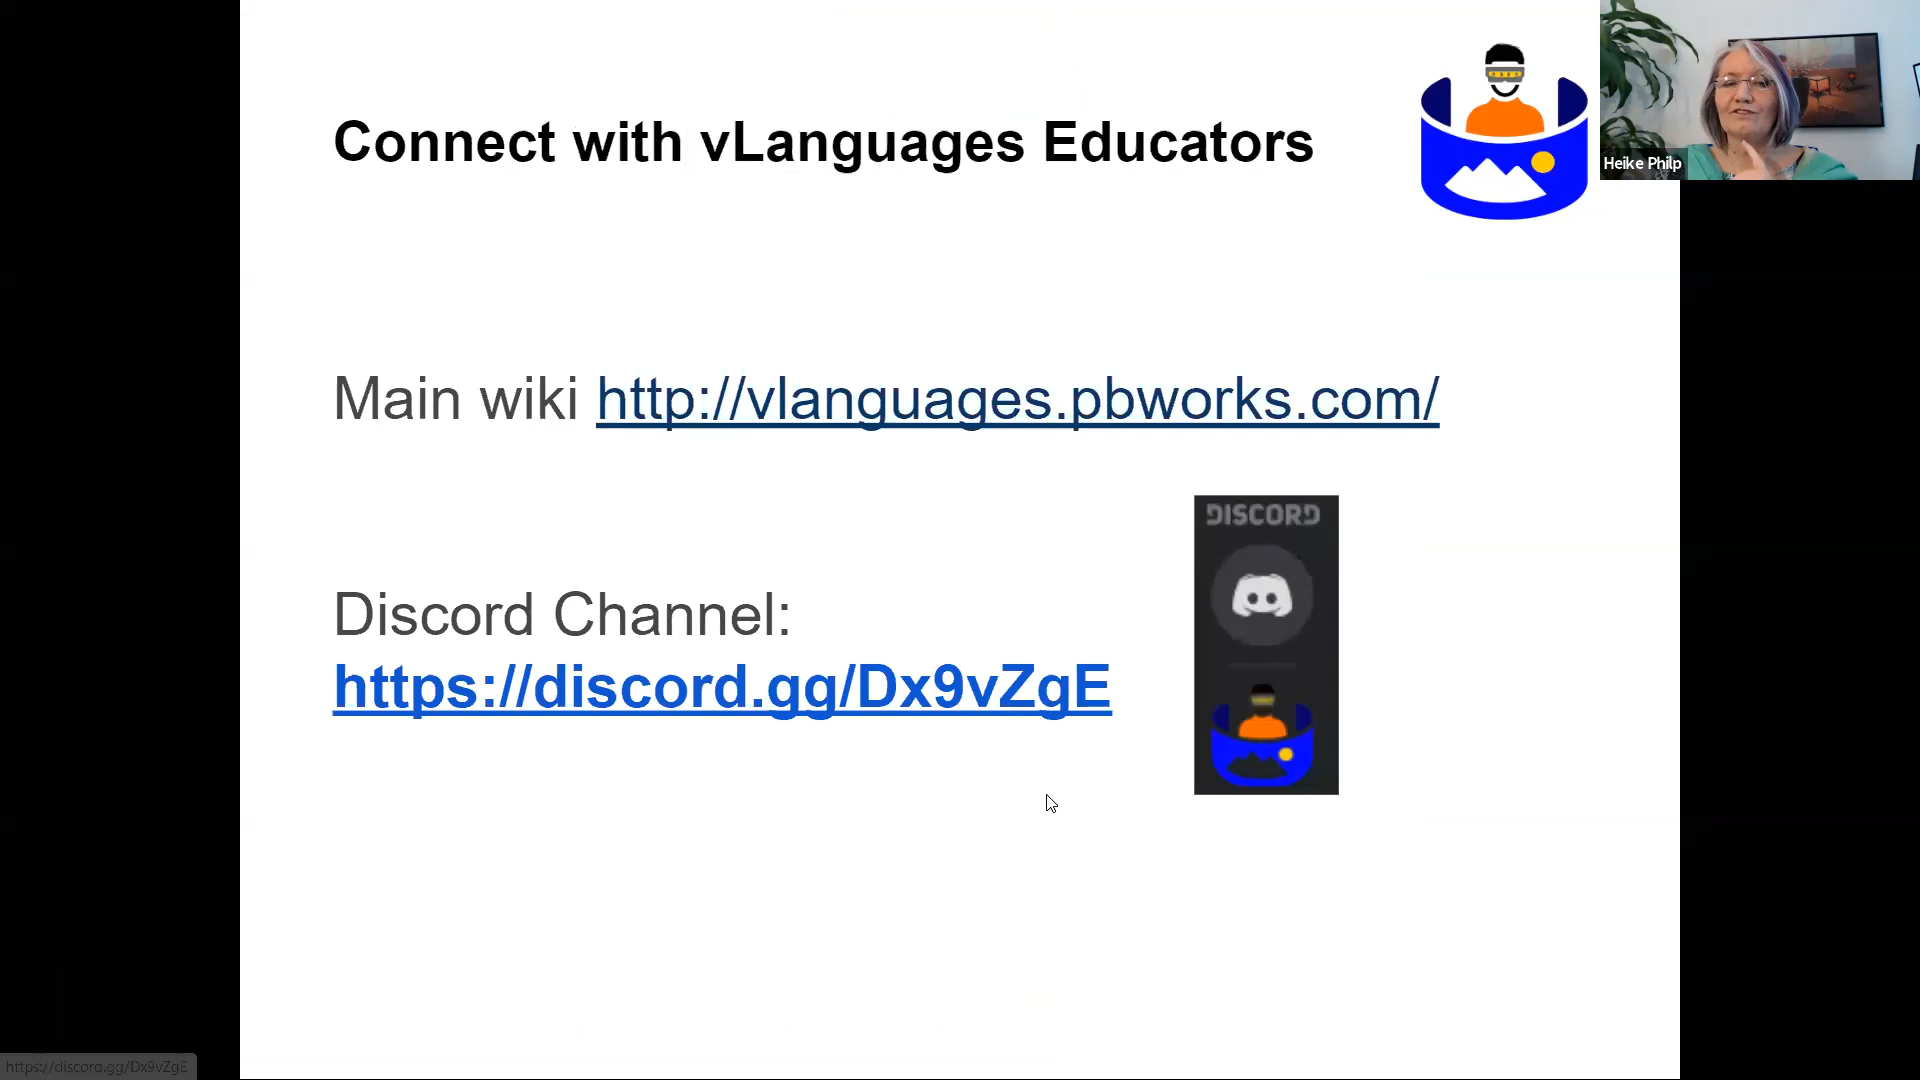 Connect with vLanguages Educators
Heike Philp
Main wiki http://vlanguages.pbworks.com/
DISCORD
Discord Channel:
https://discord.gg/Dx9vZgE
https://discord.gg/Dx9vZgE